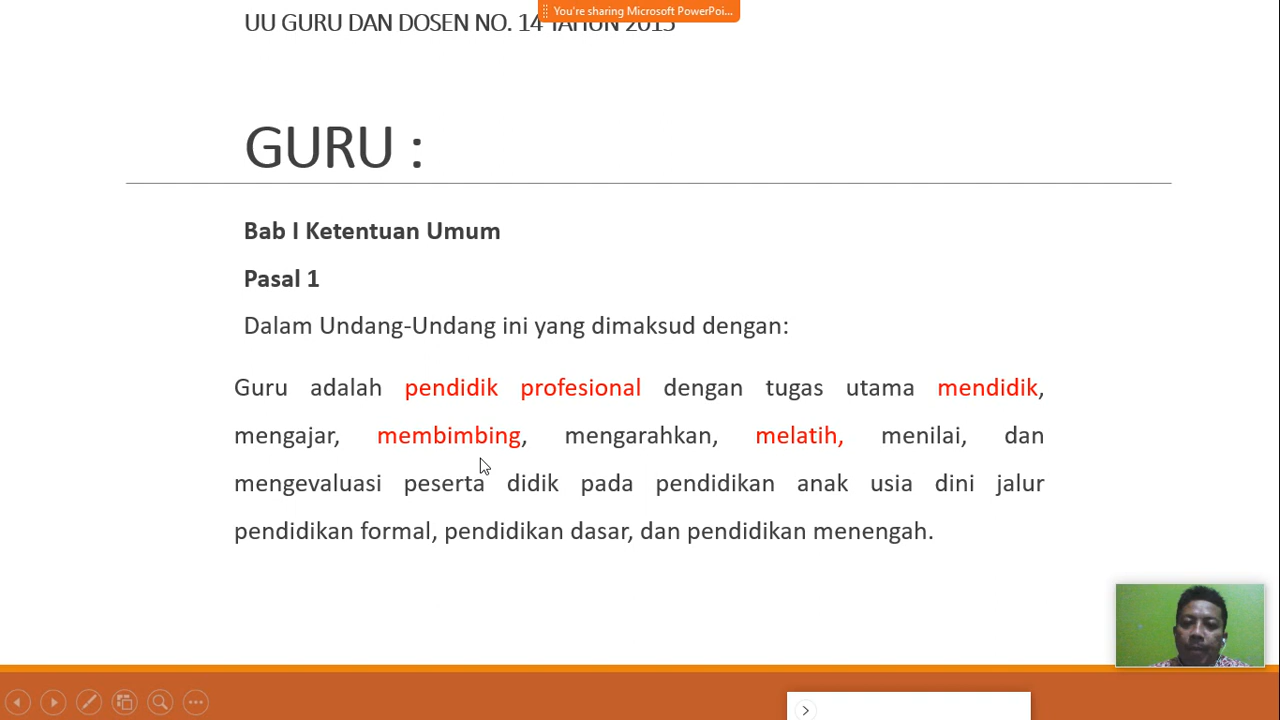 UU GURU DAN DOSEN NO. 14 TAHUN 2015
You're sharing Microsoft PowerPoi...
GURU :
Bab I Ketentuan Umum
Pasal 1
Dalam Undang-Undang ini yang dimaksud dengan:
Guru adalah pendidik profesional dengan tugas utama mendidik,
mengajar, membimbing, mengarahkan, melatih, menilai, dan
mengevaluasi peserta didik pada pendidikan anak usia dini jalur
pendidikan formal, pendidikan dasar, dan pendidikan menengah.